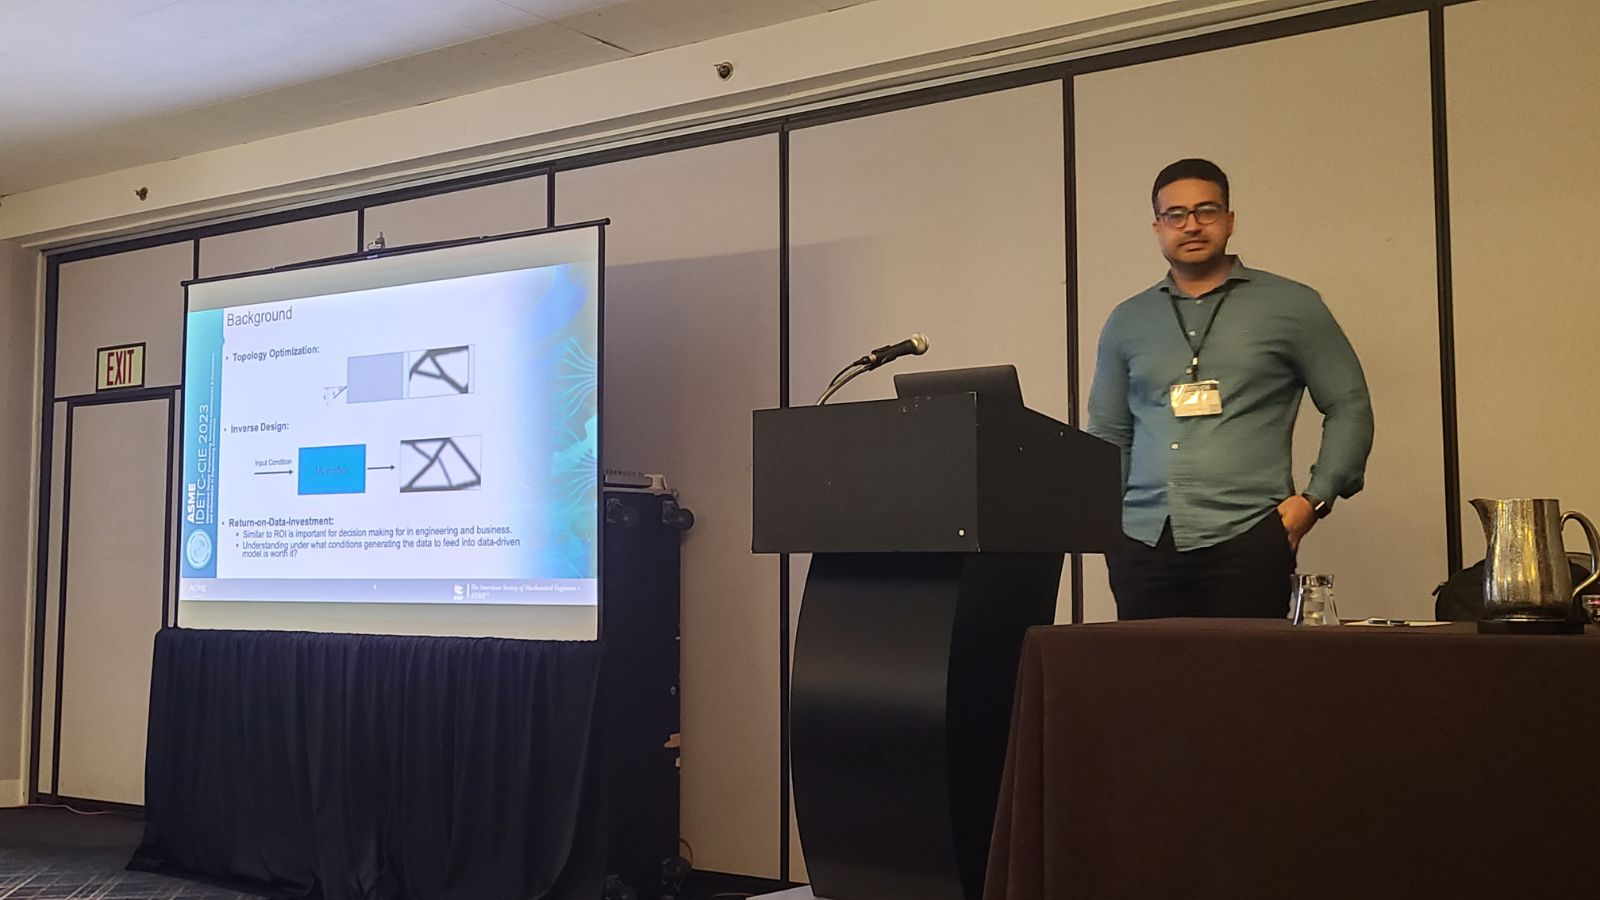 EXIT
Background
• Topology Optimization:
• Inverse Design:
Input Condition
• Return-on-Data-Investment:
• Similar to ROI is important for decision making for in engineering and business.
• Understanding under what conditions generating the data to feed into data-driven
model is worth it?
ASME
IDETC-CIE 2023
ASME
4
The American Society of Mechanical Engineers
ASME